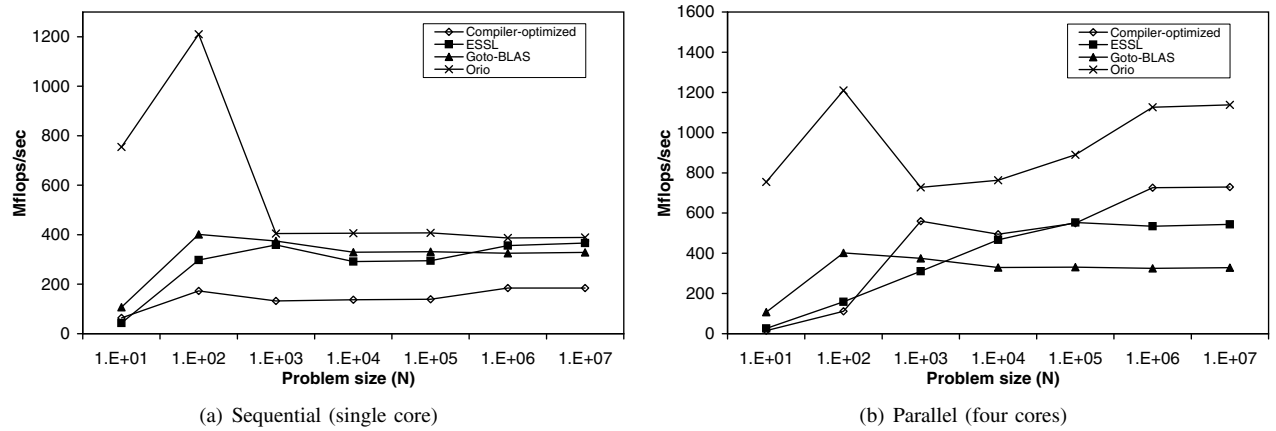 1200
1000
800
600
400
200
0
Mflops/sec
Compiler-optimized
ESSL
Goto-BLAS
Orio
1.E+01 1.E+02 1.E+03 1.E+04 1.E+05 1.E+06 1.E+07
Problem size (N)
(a) Sequential (single core)
1600
1400
1200
1000
800
600
400
200
0
Mflops/sec
Compiler-optimized
ESSL
Goto-BLAS
Orio
1.E+01 1.E+02 1.E+03 1.E+04 1.E+05 1.E+06 1.E+07
Problem size (N)
(b) Parallel (four cores)